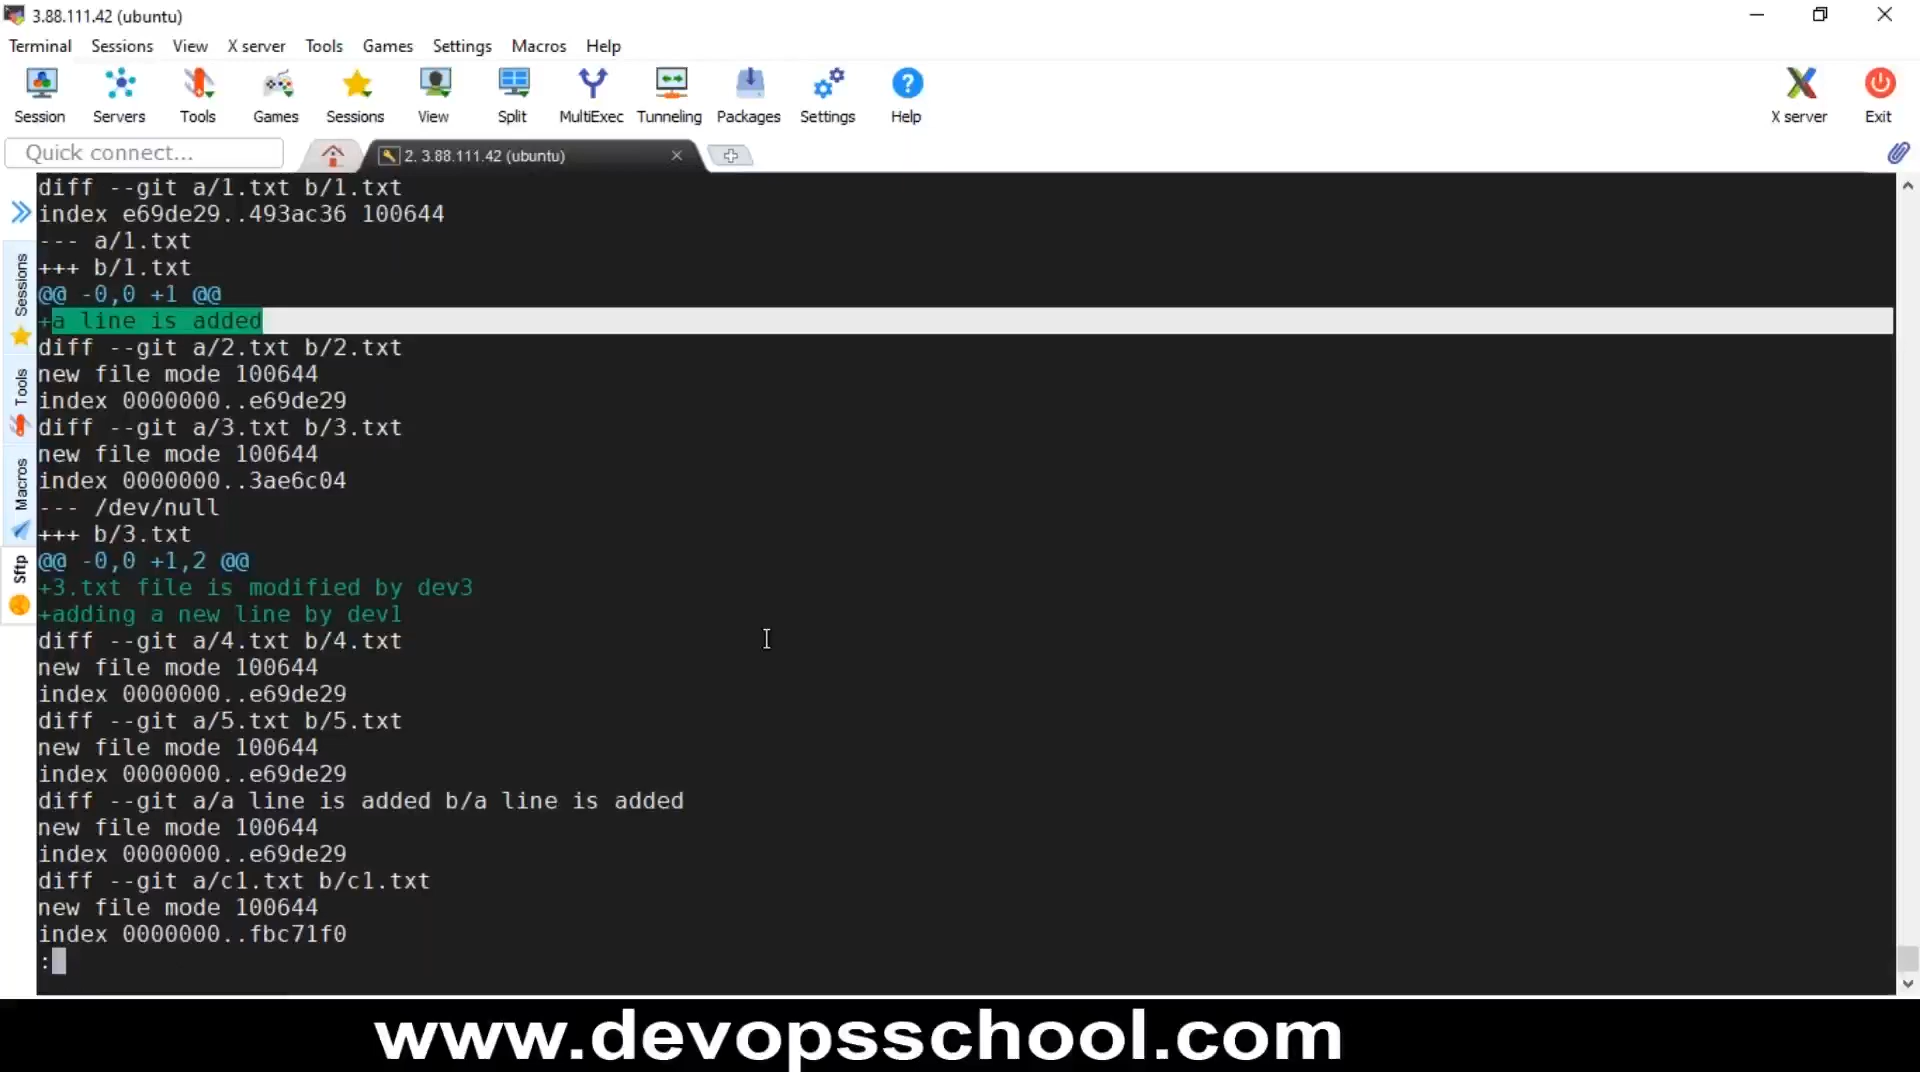 3.88.111.42 (ubuntu)
Terminal Sessions View X server Tools Games Settings Macros Help
Session Servers Tools Games Sessions View Split MultiExec Tunneling Packages Settings Help X server Exit
Quick connect...
2. 3.88.111.42 (ubuntu)
Sessions
Tools
Macros
Sftp
diff --git a/1.txt b/1.txt
index e69de29..493ac36 100644
--- a/1.txt
+++ b/1.txt
@@ -0,0 +1 @@
+a line is added
diff --git a/2.txt b/2.txt
new file mode 100644
index 0000000..e69de29
diff --git a/3.txt b/3.txt
new file mode 100644
index 0000000..3ae6c04
--- /dev/null
+++ b/3.txt
@@ -0,0 +1,2 @@
+3.txt file is modified by dev3
+adding a new line by dev1
diff --git a/4.txt b/4.txt
new file mode 100644
index 0000000..e69de29
diff --git a/5.txt b/5.txt
new file mode 100644
index 0000000..e69de29
diff --git a/a line is added b/a line is added
new file mode 100644
index 0000000..e69de29
diff --git a/c1.txt b/c1.txt
new file mode 100644
index 0000000..fbc71f0
:
www.devopsschool.com